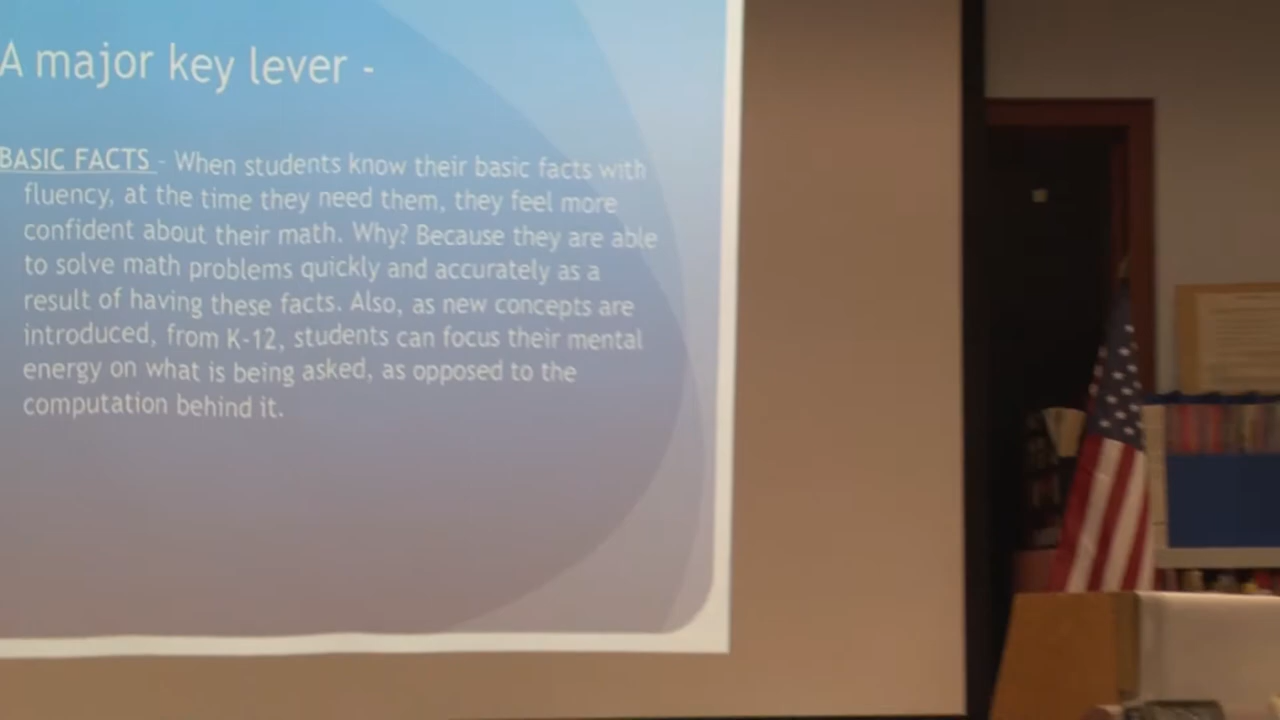 A major key lever -
BASIC FACTS - When students know their basic facts with
fluency, at the time they need them, they feel more
confident about their math. Why? Because they are able
to solve math problems quickly and accurately as a
result of having these facts. Also, as new concepts are
introduced, from K-12, students can focus their mental
energy on what is being asked, as opposed to the
computation behind it.